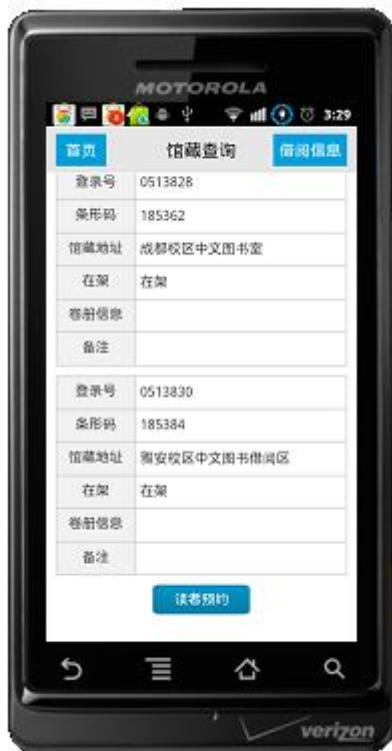 MOTOROLA
3:29
首页 馆藏查询 借阅信息
登录号 0513828
条形码 185362
馆藏地址 成都校区中文图书室
在架 在架
卷册信息
备注
登录号 0513830
条形码 185384
馆藏地址 雅安校区中文图书借阅区
在架 在架
卷册信息
备注
读者预约
verizon